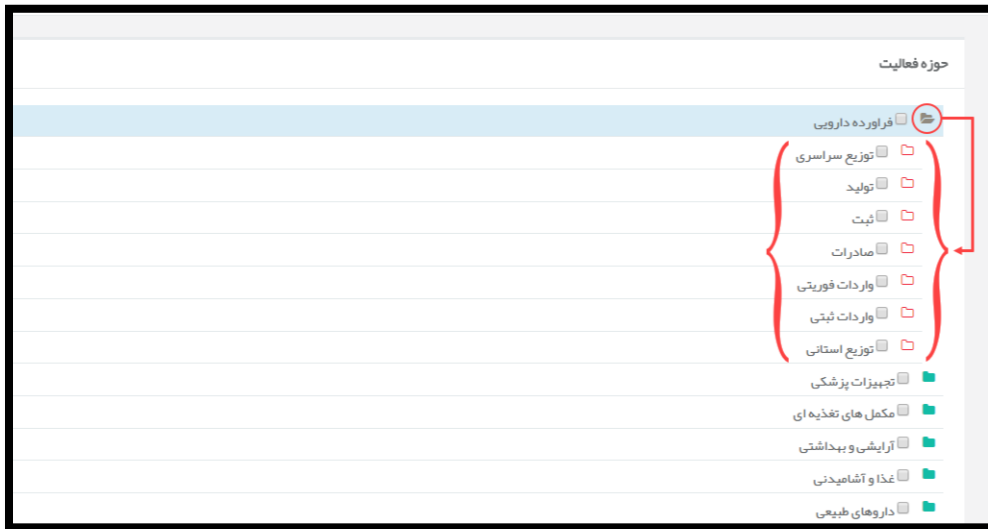 حوزه فعالیت
فراورده دارویی
توزیع سراسری
تولید
ثبت
صادرات
واردات فوریتی
واردات ثبتی
توزیع استانی
تجهیزات پزشکی
مکمل های تغذیه ای
آرایشی و بهداشتی
غذا و آشامیدنی
داروهای طبیعی